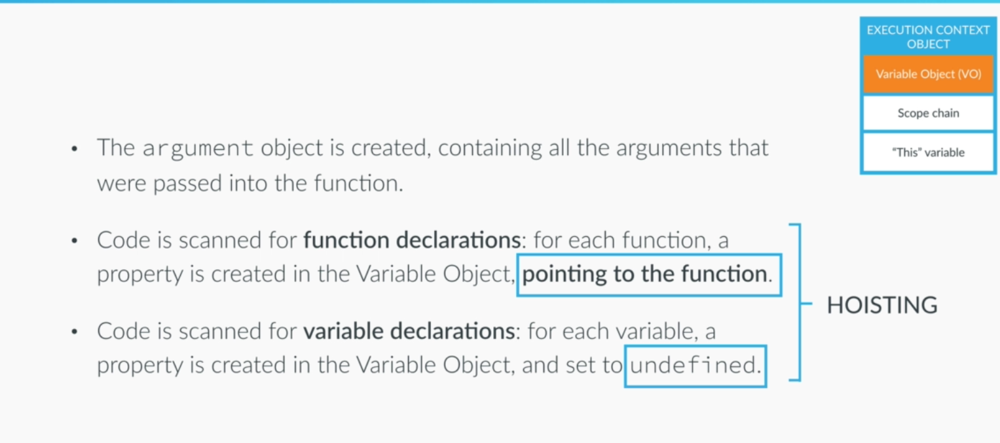 EXECUTION CONTEXT
OBJECT
Variable Object (VO)
Scope chain
“This” variable
• The argument object is created, containing all the arguments that
were passed into the function.
• Code is scanned for function declarations: for each function, a
property is created in the Variable Object, pointing to the function.
• Code is scanned for variable declarations: for each variable, a
property is created in the Variable Object, and set to undefined.
HOISTING